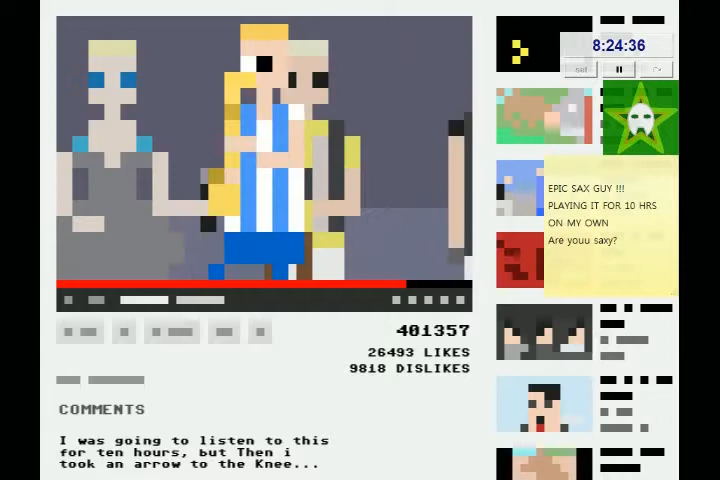 8:24:36
set
EPIC SAX GUY !!!
PLAYING IT FOR 10 HRS
ON MY OWN
Are youu saxy?
401357
26493 LIKES
9818 DISLIKES
COMMENTS
I was going to listen to this
for ten hours, but Then i
took an arrow to the Knee...